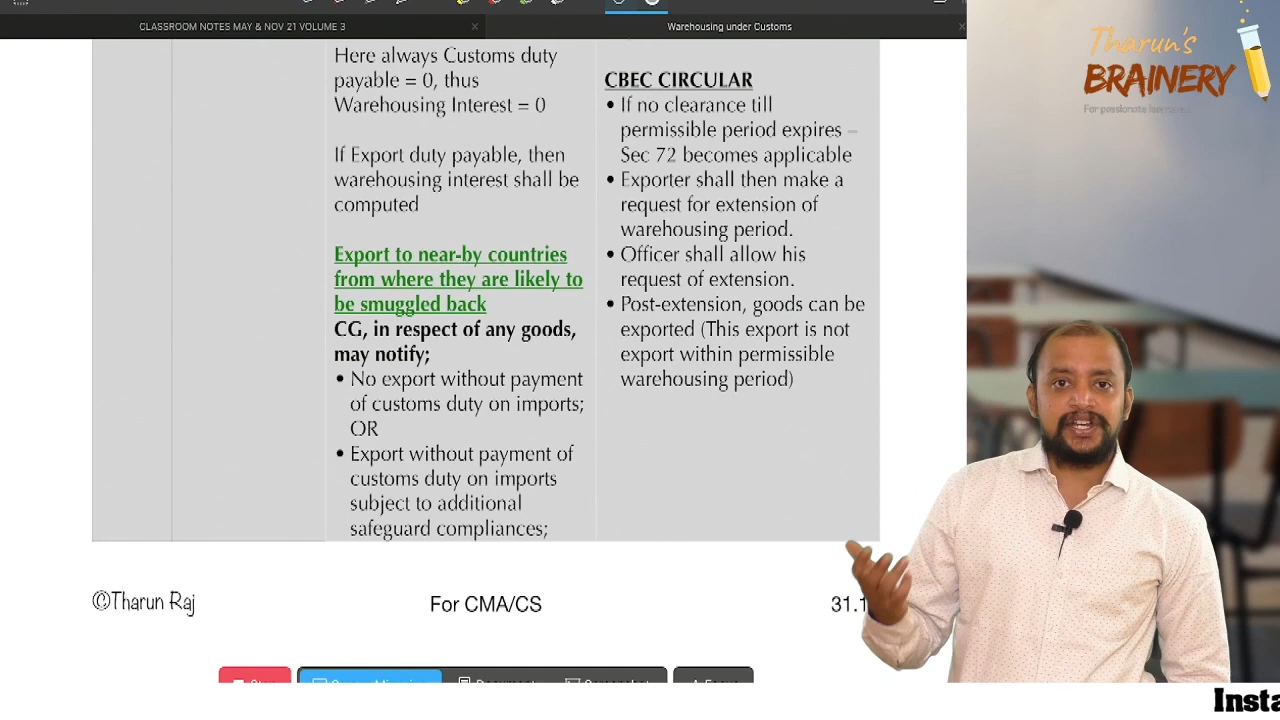 CLASSROOM NOTES MAY & NOV 21 VOLUME 3
Warehousing under Customs
Tharun's
BRAINERY
For passionate learners
Here always Customs duty
payable = 0, thus
Warehousing Interest = 0
If Export duty payable, then
warehousing interest shall be
computed
Export to near-by countries
from where they are likely to
be smuggled back
CG, in respect of any goods,
may notify;
• No export without payment
of customs duty on imports;
OR
• Export without payment of
customs duty on imports
subject to additional
safeguard compliances;
CBEC CIRCULAR
• If no clearance till
permissible period expires –
Sec 72 becomes applicable
• Exporter shall then make a
request for extension of
warehousing period.
• Officer shall allow his
request of extension.
• Post-extension, goods can be
exported (This export is not
export within permissible
warehousing period)
©Tharun Raj
For CMA/CS
31.1
Insta